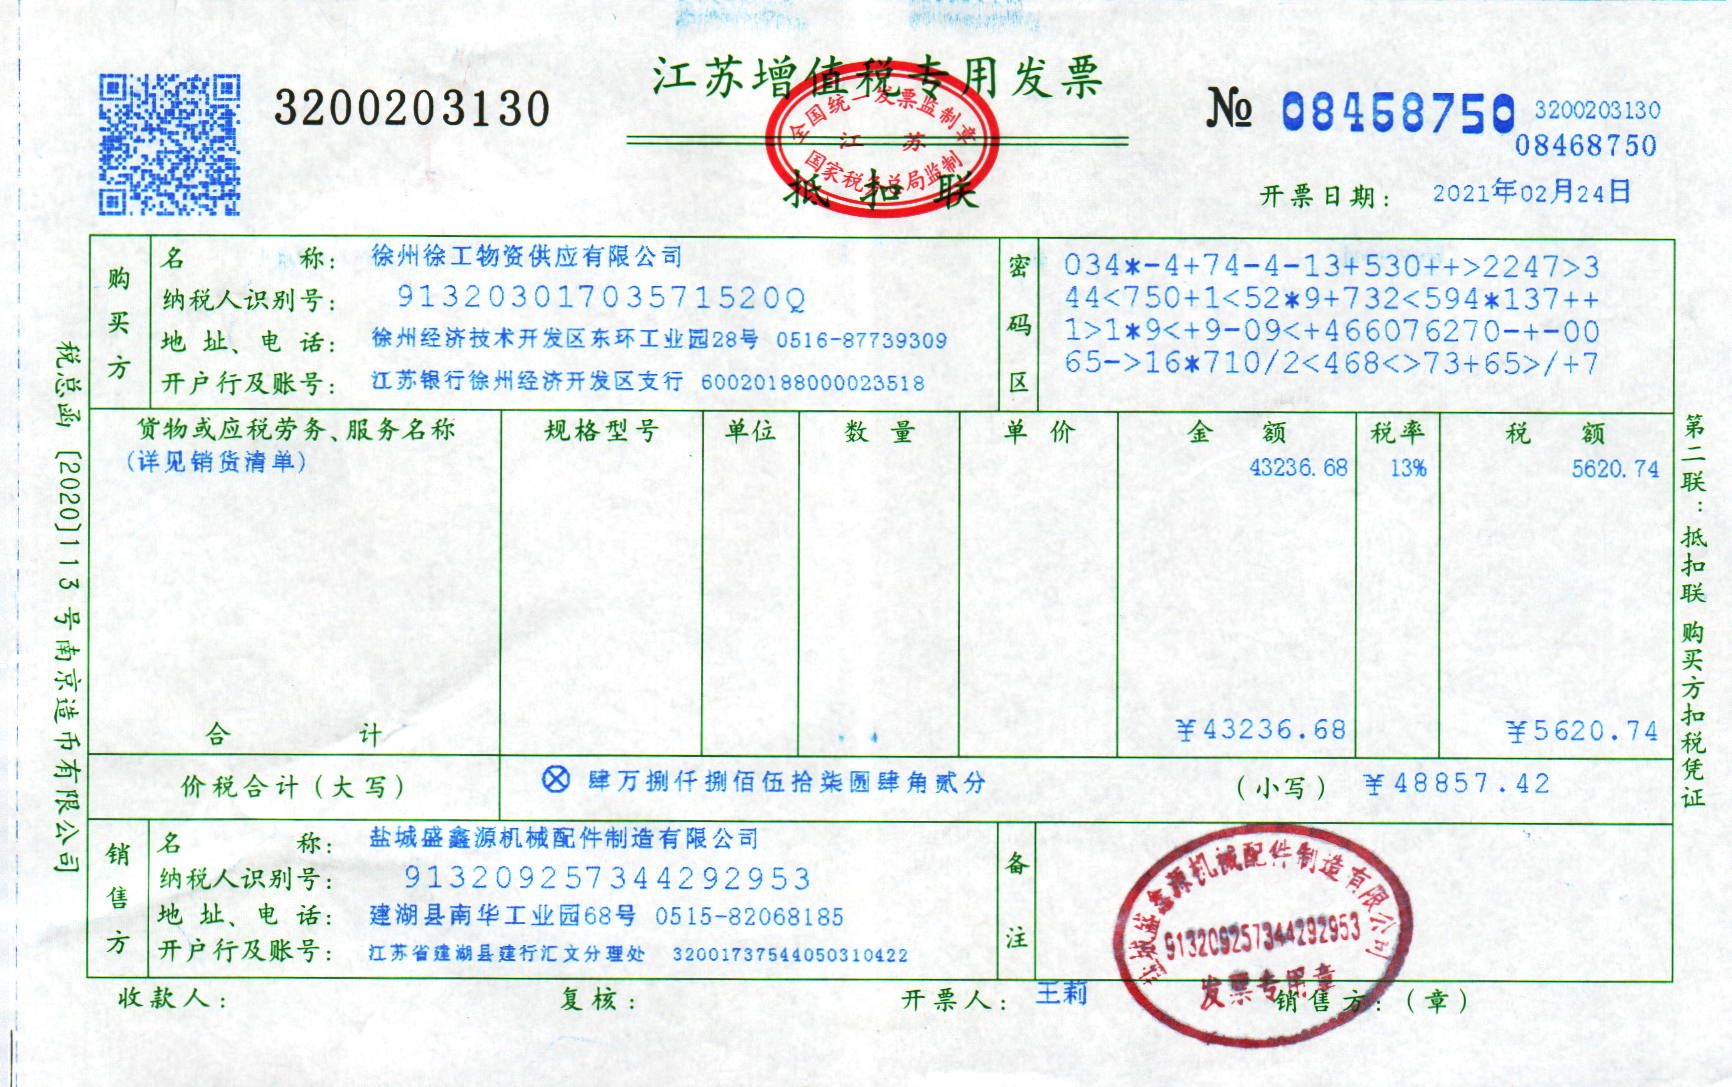 江苏增值税专用发票
3200203130
№ 08468750
3200203130
08468750
全国统一发票监制章
江苏
国家税务总局监制
抵扣联
开票日期: 2021年02月24日
购买方
名称: 徐州徐工物资供应有限公司
纳税人识别号: 91320301703571520Q
地址、电话: 徐州经济技术开发区东环工业园28号 0516-87739309
开户行及账号: 江苏银行徐州经济开发区支行 60020188000023518
密码区
034*-4+74-4-13+530++>2247>3
44<750+1<52*9+732<594*137++
1>1*9<+9-09<+466076270-+-00
65->16*710/2<468<>73+65>/+7
货物或应税劳务、服务名称 规格型号 单位 数量 单价 金额 税率 税额
(详见销货清单) 43236.68 13% 5620.74
合计 ¥43236.68 ¥5620.74
价税合计(大写) ⊗肆万捌仟捌佰伍拾柒圆肆角贰分 (小写) ¥48857.42
销售方
名称: 盐城盛鑫源机械配件制造有限公司
纳税人识别号: 913209257344292953
地址、电话: 建湖县南华工业园68号 0515-82068185
开户行及账号: 江苏省建湖县建行汇文分理处 32001737544050310422
备注
盐城盛鑫源机械配件制造有限公司
913209257344292953
发票专用章
收款人: 复核: 开票人: 王莉 销售方:(章)
税总函[2020]113号南京造币有限公司
第二联:抵扣联 购买方扣税凭证